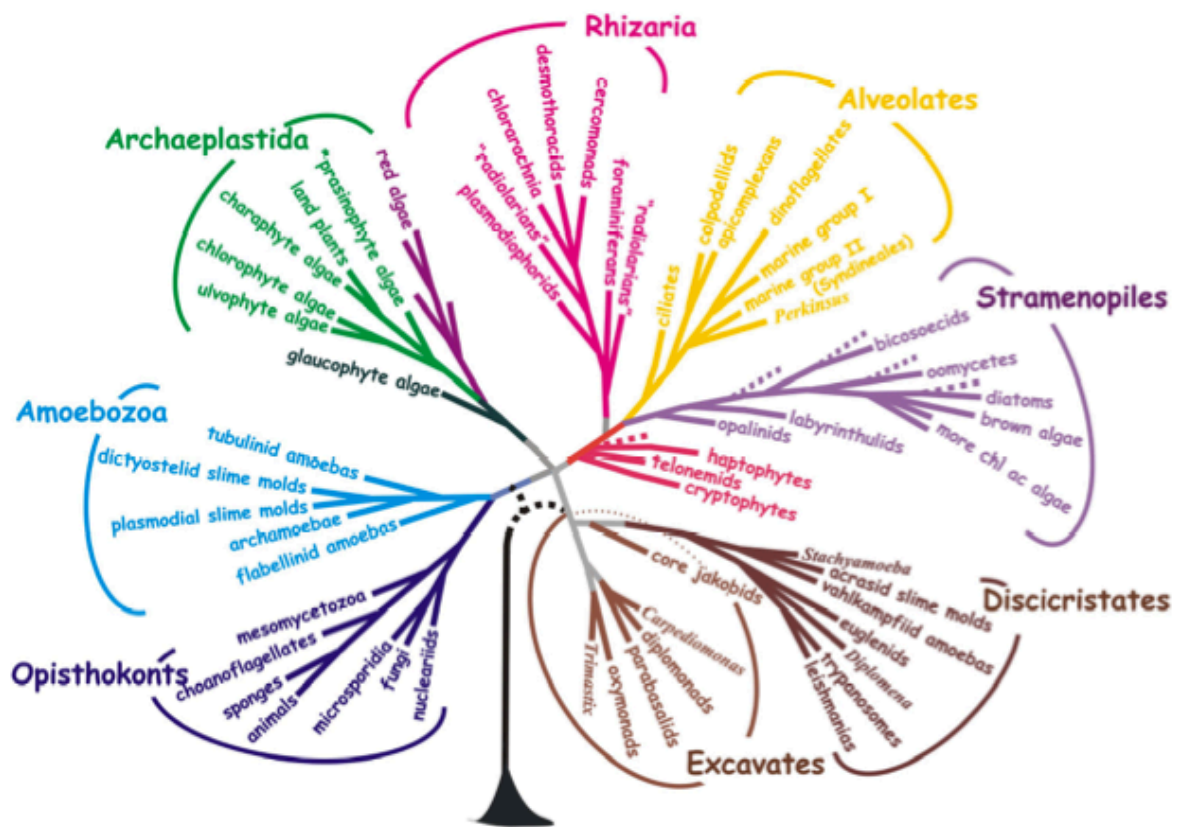 Rhizaria
desmothoracids
cercomonads
chlorarachnia
"radiolarians"
plasmodiophorids
foraminiferans
"radiolarians"
Alveolates
colpodellids
apicomplexans
dinoflagellates
ciliates
marine group I
marine group II
(Syndineales)
Perkinsus
Archaeplastida
red algae
"prasinophyte algae
land plants
charaphyte algae
chlorophyte algae
ulvophyte algae
glaucophyte algae
Stramenopiles
bicosoecids
oomycetes
diatoms
brown algae
more chl ac algae
labyrinthulids
opalinids
haptophytes
telonemids
cryptophytes
Amoebozoa
tubulinid amoebas
dictyostelid slime molds
plasmodial slime molds
archamoebae
flabellinid amoebas
Discicristates
Stachyamoeba
acrasid slime molds
vahlkampfiid amoebas
euglenids
Diplomena
trypanosomes
leishmanias
Opisthokonts
mesomycetozoa
choanoflagellates
sponges
animals
microsporidia
fungi
nucleariids
Excavates
core jakobids
Carpediomonas
diplomonads
parabasalids
oxymonads
Trimastix